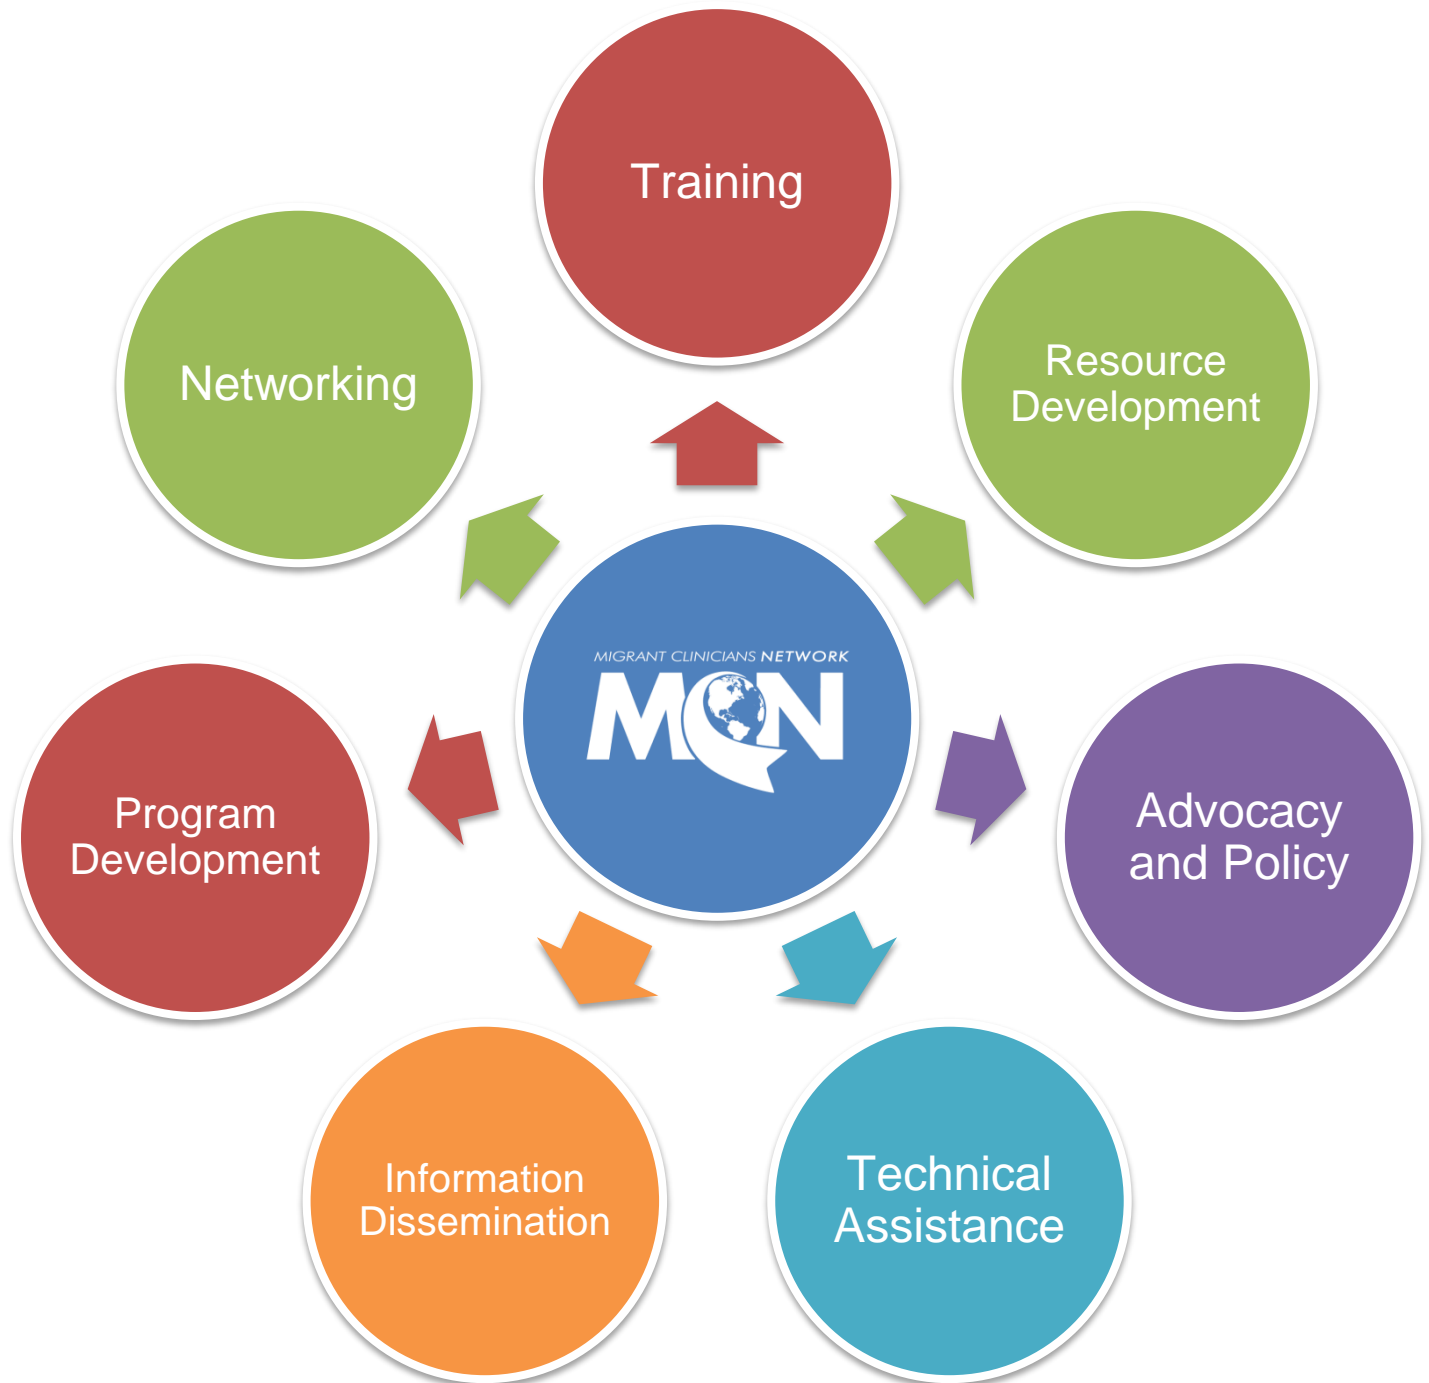 Training
Networking
Resource
Development
MIGRANT CLINICIANS NETWORK
MCN
Program
Development
Advocacy
and Policy
Information
Dissemination
Technical
Assistance